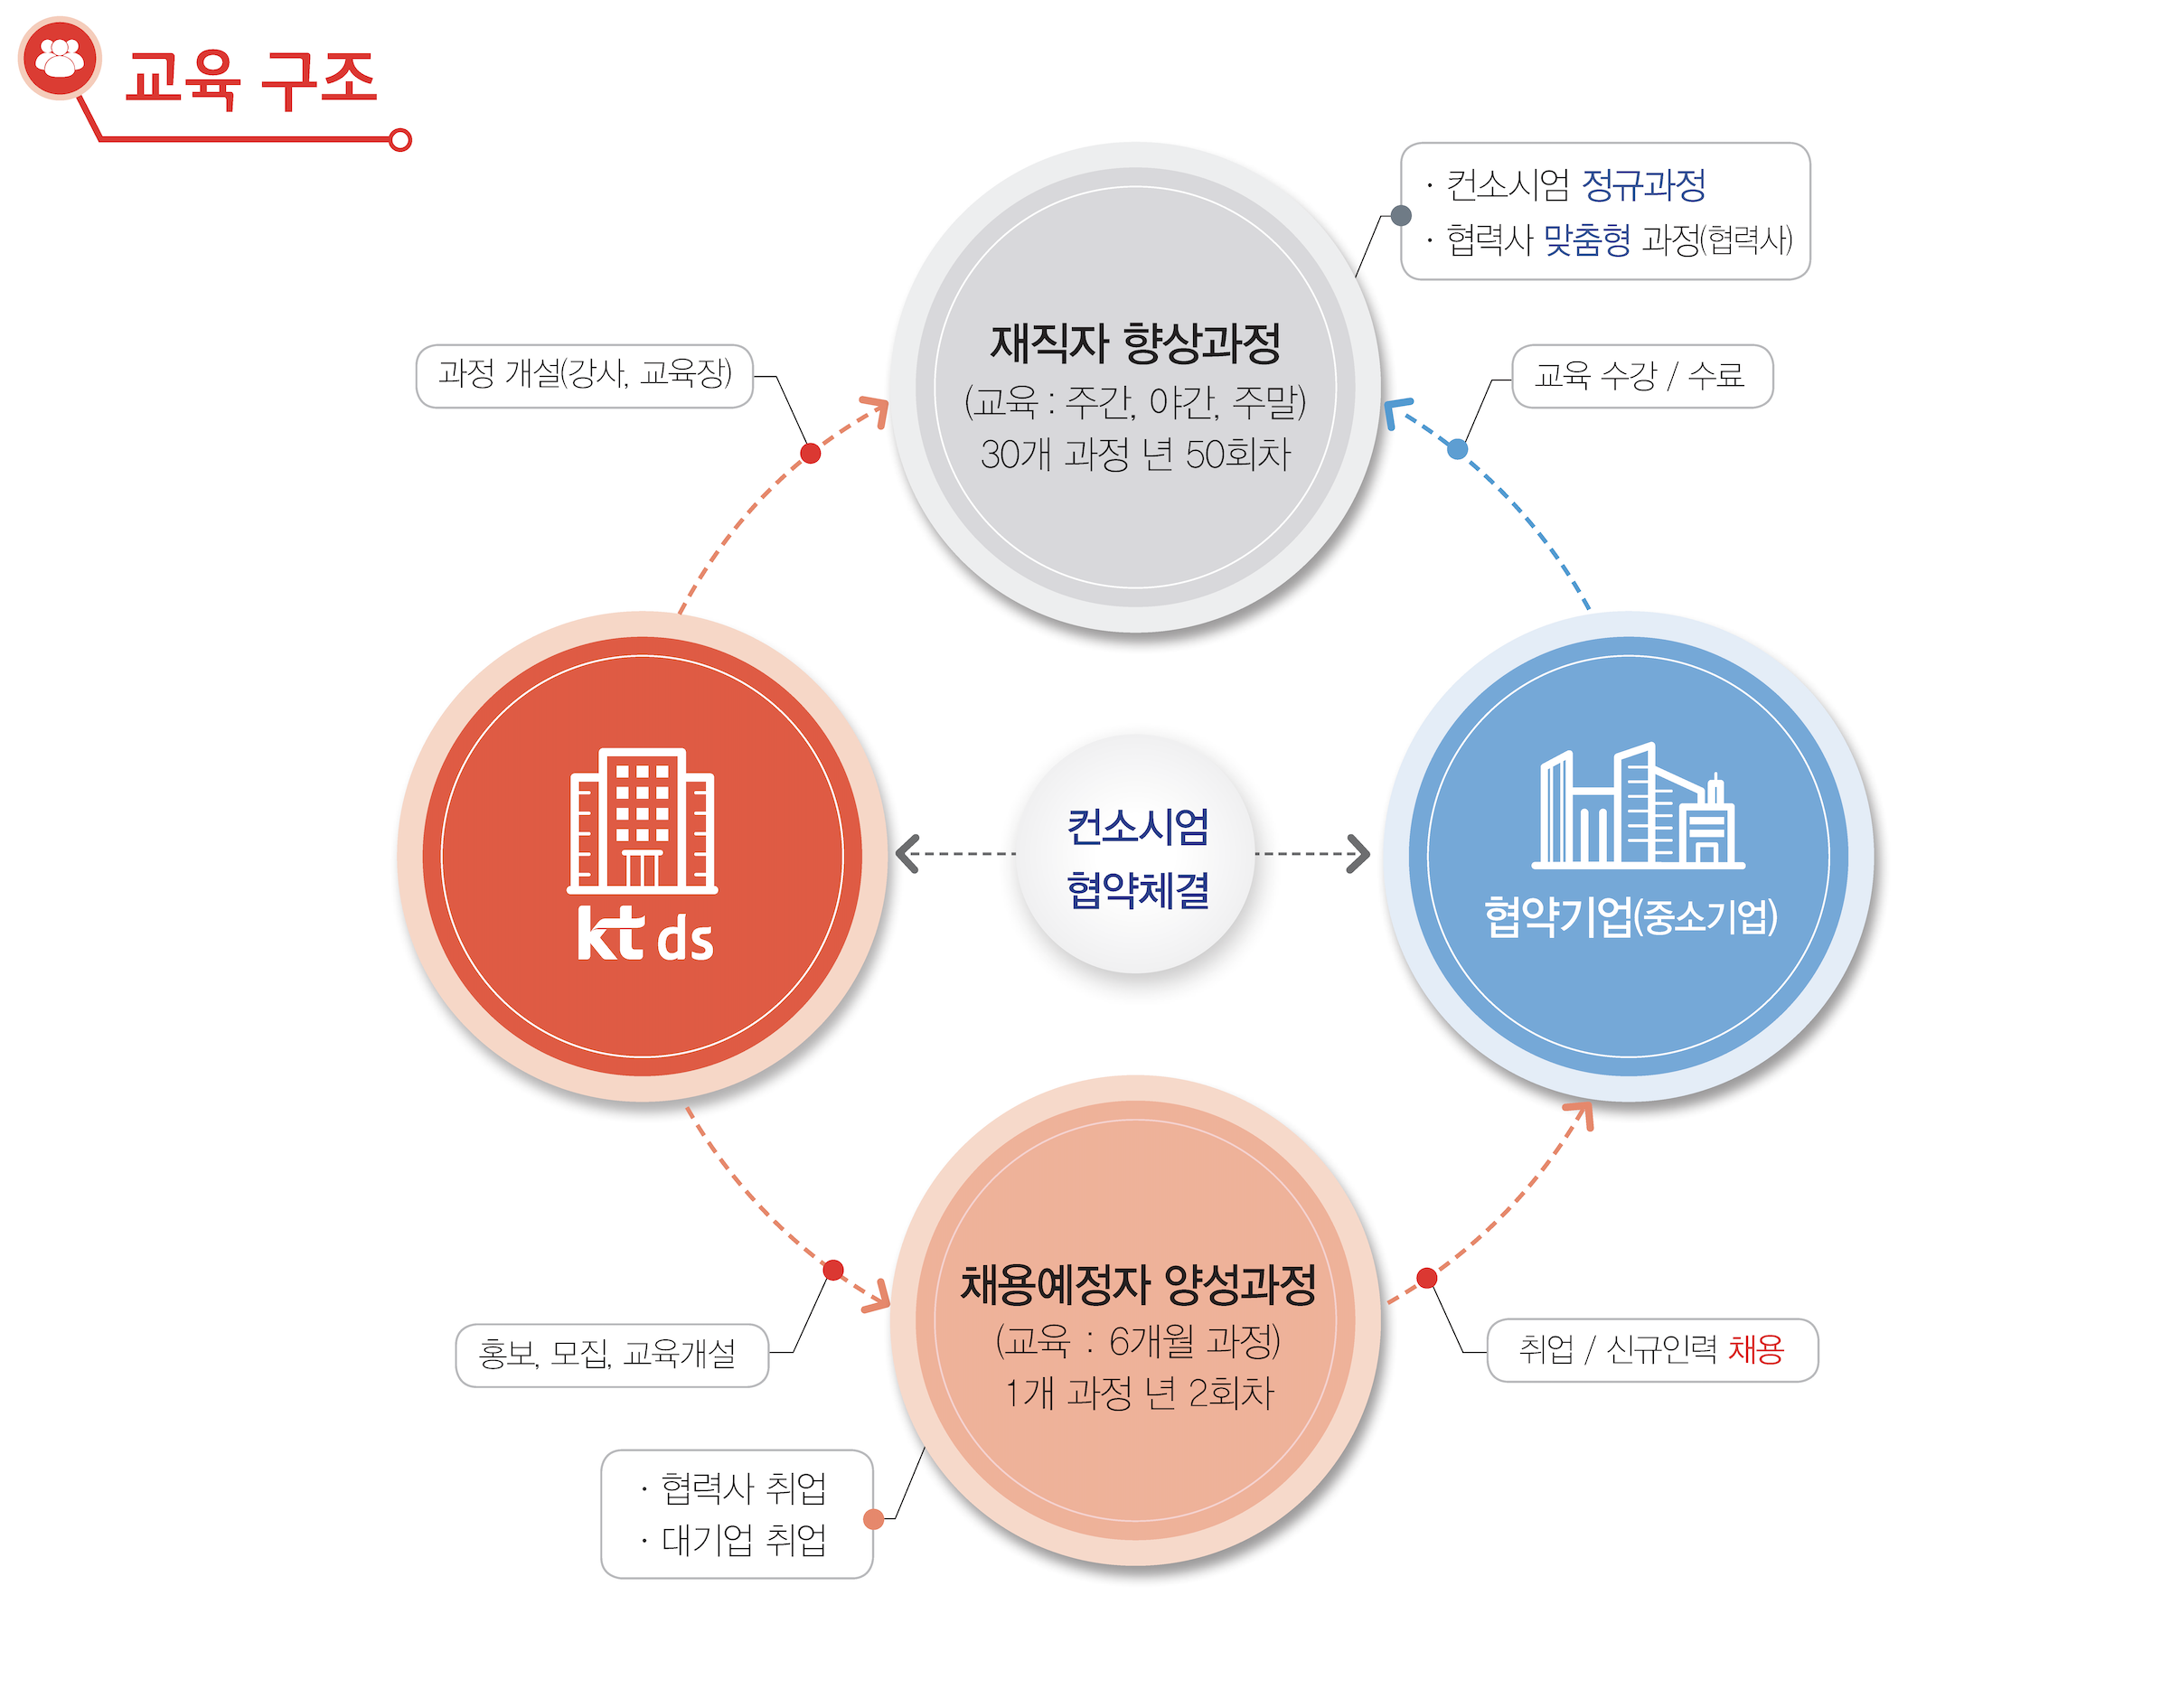 교육 구조
· 컨소시엄 정규과정
· 협력사 맞춤형 과정(협력사)
재직자 향상과정
(교육 : 주간, 야간, 주말)
30개 과정 년 50회차
과정 개설(강사, 교육장)
교육 수강 / 수료
kt ds
컨소시엄
협약체결
협약기업(중소기업)
채용예정자 양성과정
(교육 : 6개월 과정)
1개 과정 년 2회차
홍보, 모집, 교육개설
취업 / 신규인력 채용
· 협력사 취업
· 대기업 취업